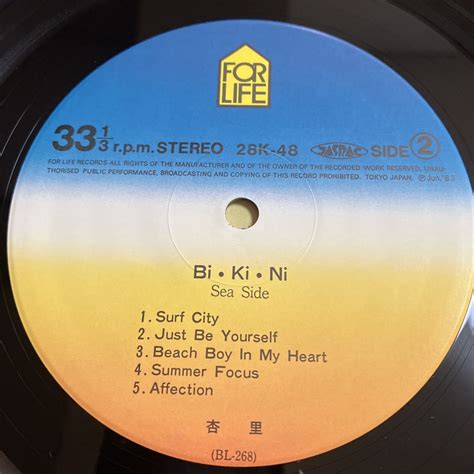 FOR
LIFE
33 1/3 r.p.m. STEREO 28K-48 JASRAC SIDE ②
FOR LIFE RECORDS-ALL RIGHTS OF THE MANUFACTURER AND OF THE OWNER OF THE RECORDED WORK RESERVED, UNAU-
THORISED PUBLIC PERFORMANCE, BROADCASTING AND COPYING OF THIS RECORD PROHIBITED. TOKYO JAPAN. ℗Jun.'83
Bi・Ki・Ni
Sea Side
1. Surf City
2. Just Be Yourself
3. Beach Boy In My Heart
4. Summer Focus
5. Affection
杏里
(BL-268)